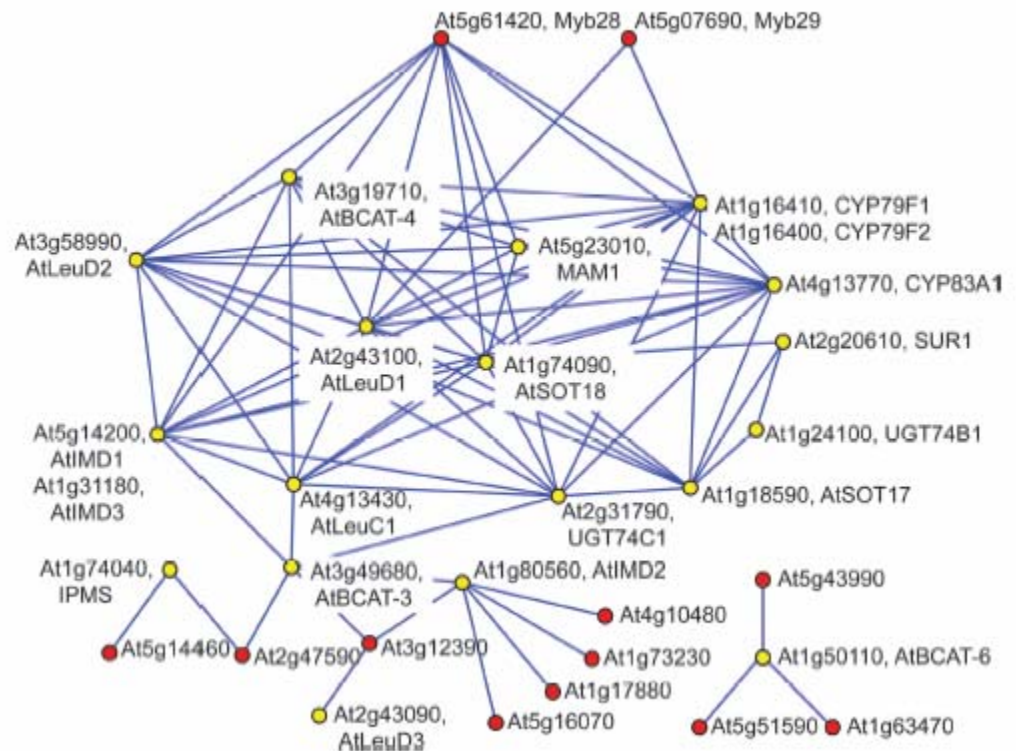 At5g61420, Myb28
At5g07690, Myb29
At3g19710,
AtBCAT-4
At1g16410, CYP79F1
At1g16400, CYP79F2
At3g58990,
AtLeuD2
At5g23010,
MAM1
At4g13770, CYP83A1
At2g20610, SUR1
At2g43100,
AtLeuD1
At1g74090,
AtSOT18
At5g14200,
AtIMD1
At1g31180,
AtIMD3
At1g24100, UGT74B1
At4g13430,
AtLeuC1
At2g31790,
UGT74C1
At1g18590, AtSOT17
At1g74040,
IPMS
At3g49680,
AtBCAT-3
At1g80560, AtIMD2
At5g43990
At4g10480
At5g14460
At2g47590
At3g12390
At1g73230
At1g50110, AtBCAT-6
At1g17880
At2g43090,
AtLeuD3
At5g16070
At5g51590
At1g63470